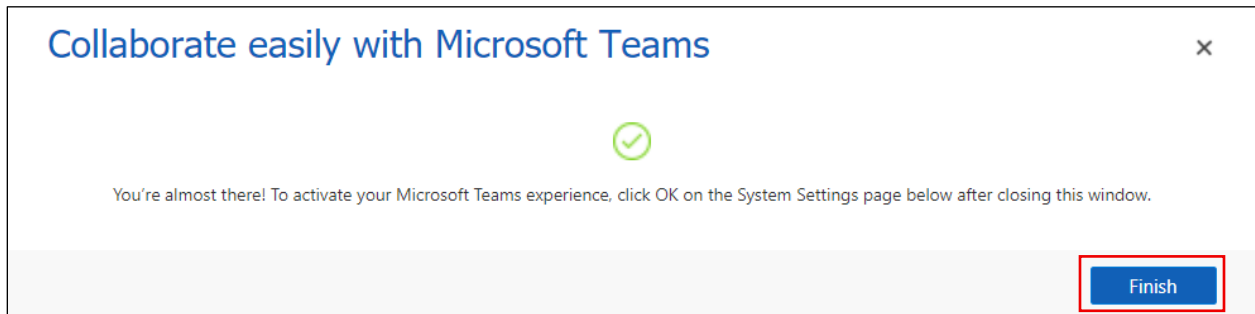 Collaborate easily with Microsoft Teams
You’re almost there! To activate your Microsoft Teams experience, click OK on the System Settings page below after closing this window.
Finish